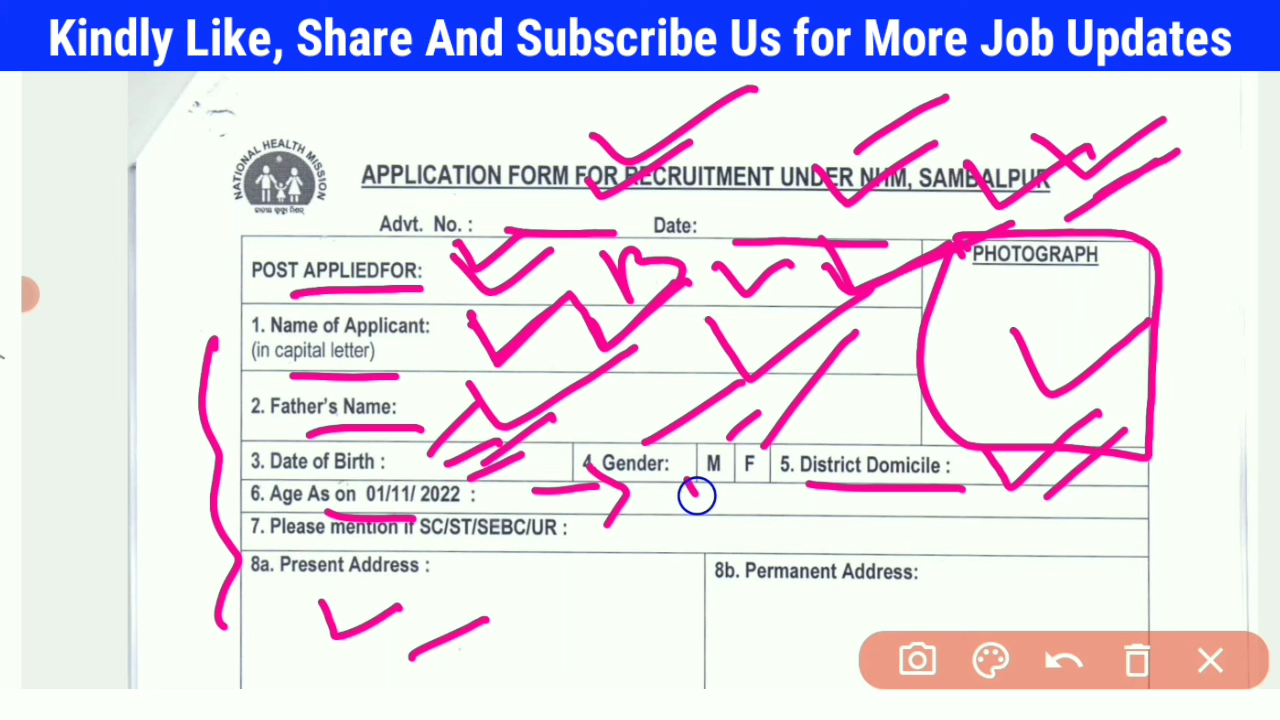 Kindly Like, Share And Subscribe Us for More Job Updates
NATIONAL HEALTH MISSION
APPLICATION FORM FOR RECRUITMENT UNDER NHM, SAMBALPUR
Advt. No. : Date:
POST APPLIEDFOR:
PHOTOGRAPH
1. Name of Applicant:
(in capital letter)
2. Father's Name:
3. Date of Birth : 4. Gender: M F 5. District Domicile :
6. Age As on 01/11/ 2022 :
7. Please mention if SC/ST/SEBC/UR :
8a. Present Address : 8b. Permanent Address: